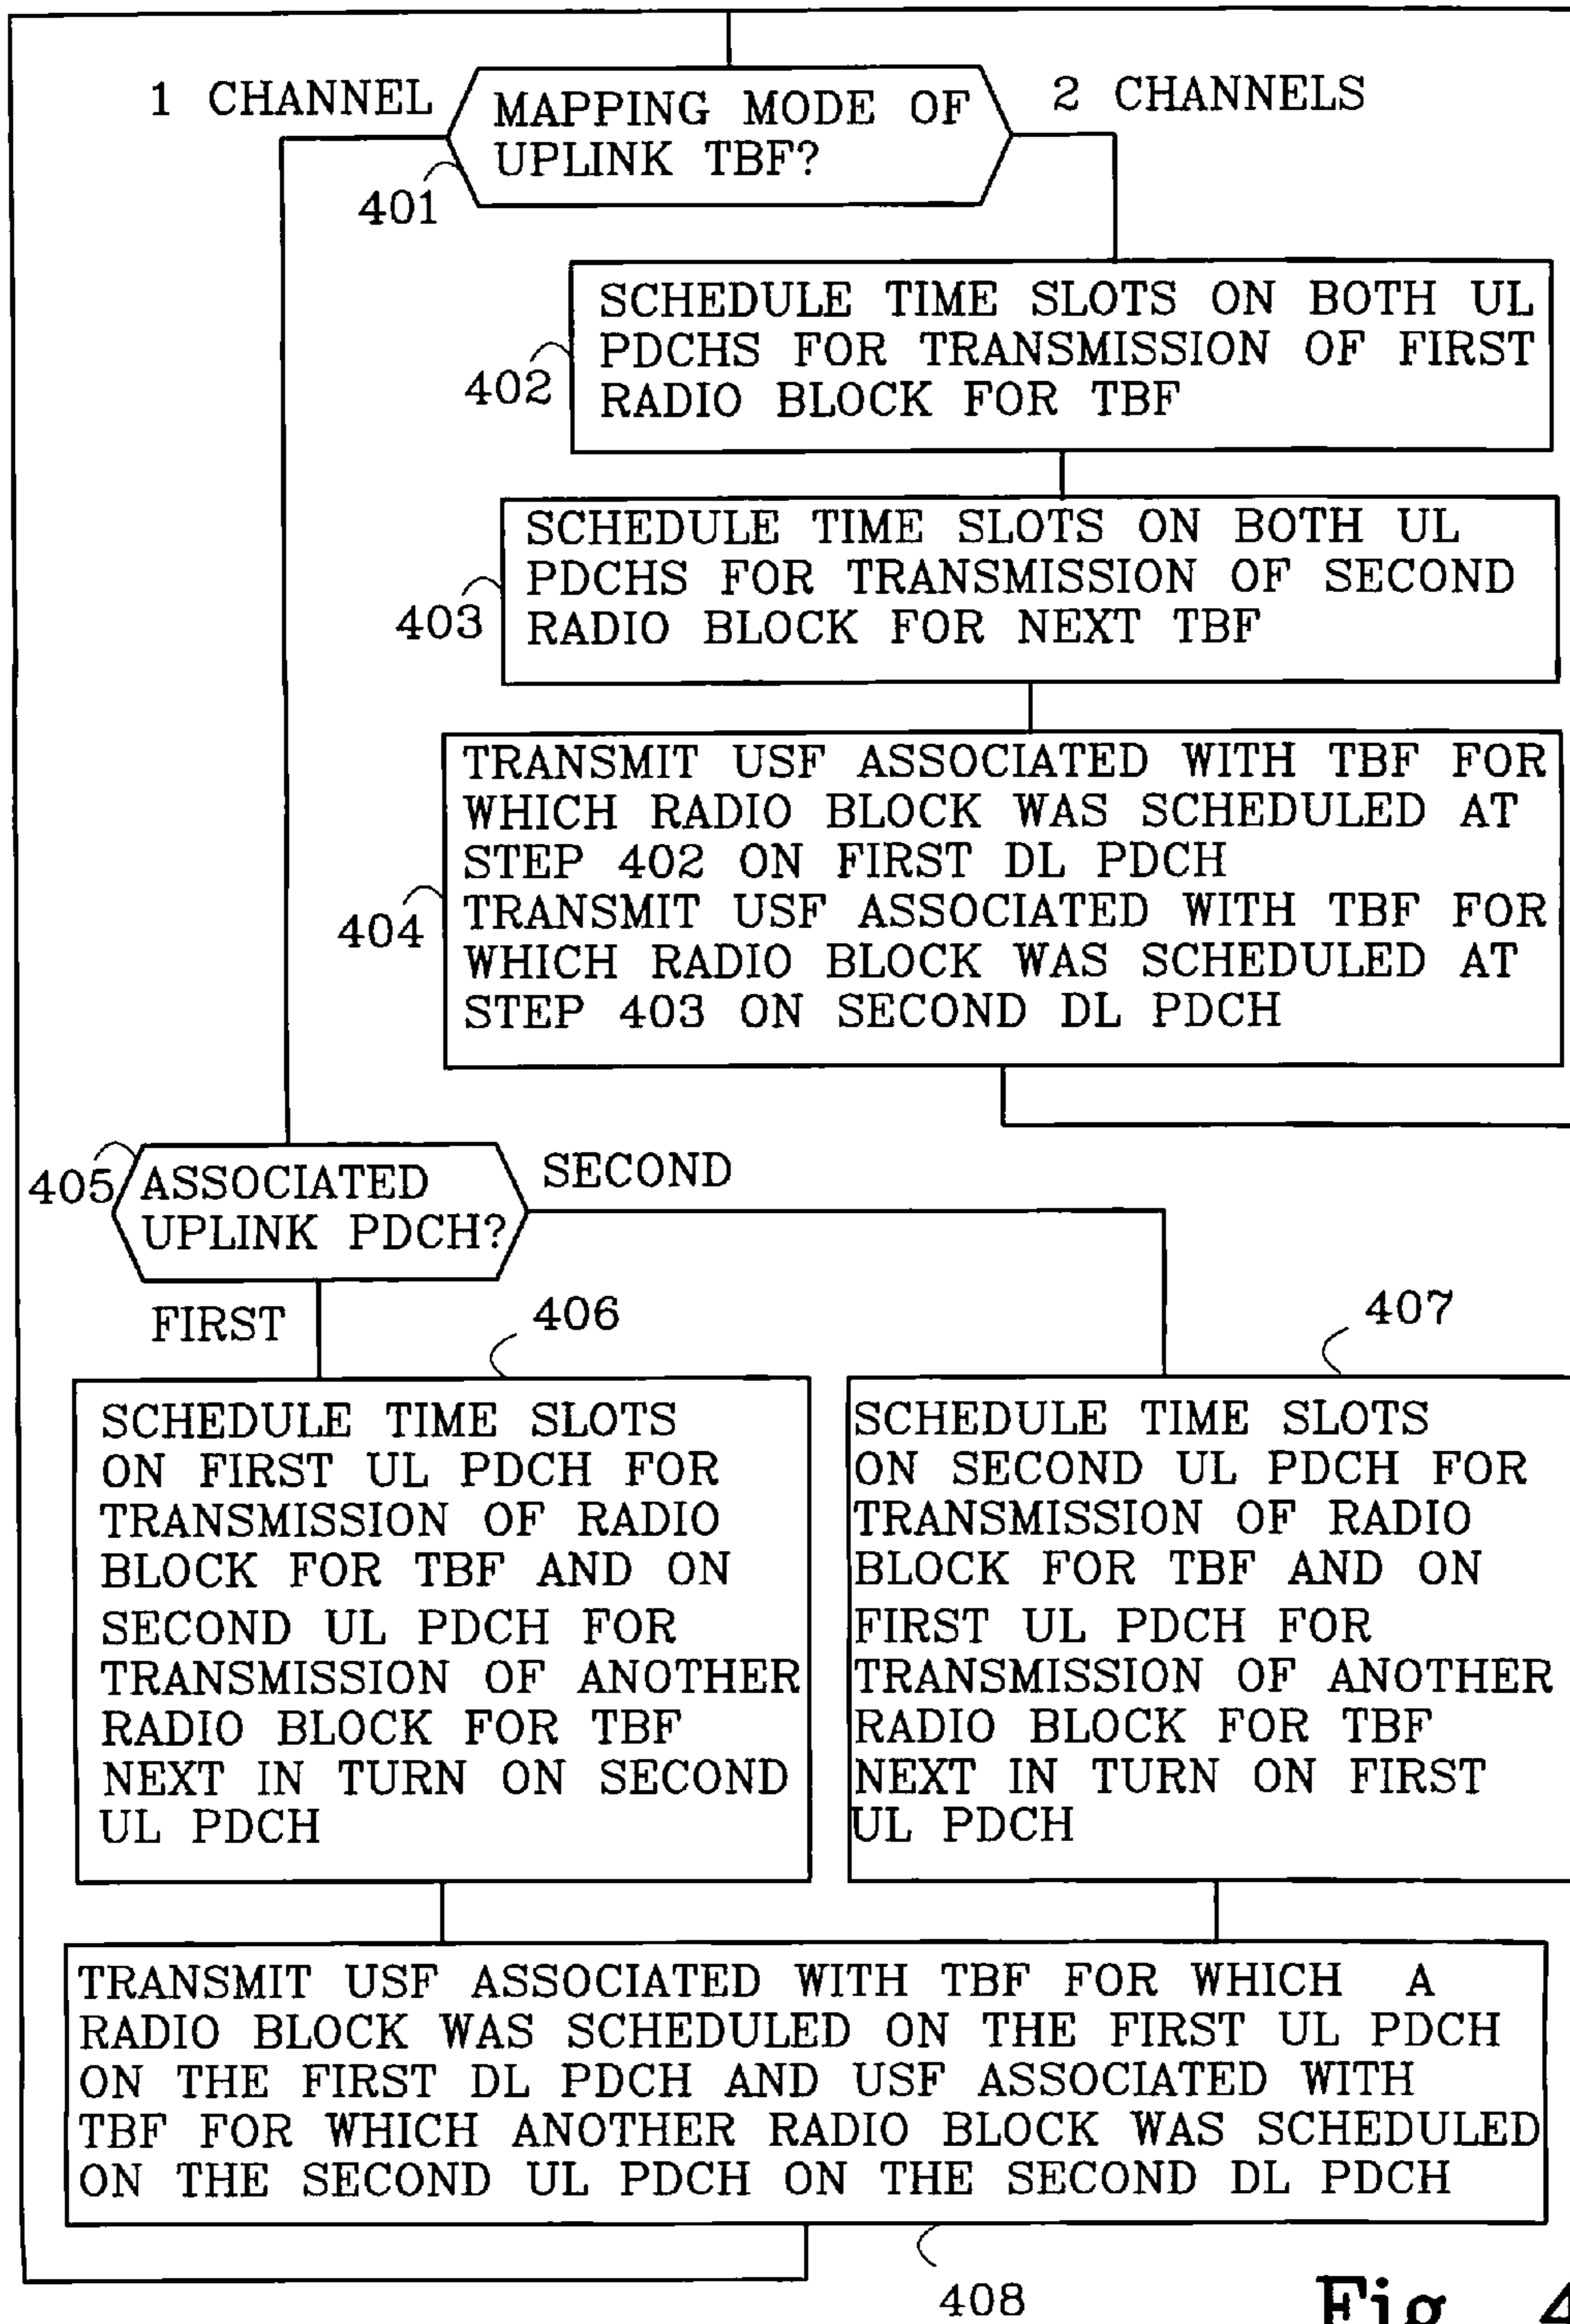 1 CHANNEL
MAPPING MODE OF
UPLINK TBF?
2 CHANNELS
401
SCHEDULE TIME SLOTS ON BOTH UL
PDCHS FOR TRANSMISSION OF FIRST
RADIO BLOCK FOR TBF
402
SCHEDULE TIME SLOTS ON BOTH UL
PDCHS FOR TRANSMISSION OF SECOND
RADIO BLOCK FOR NEXT TBF
403
TRANSMIT USF ASSOCIATED WITH TBF FOR
WHICH RADIO BLOCK WAS SCHEDULED AT
STEP 402 ON FIRST DL PDCH
TRANSMIT USF ASSOCIATED WITH TBF FOR
WHICH RADIO BLOCK WAS SCHEDULED AT
STEP 403 ON SECOND DL PDCH
404
405
ASSOCIATED
UPLINK PDCH?
SECOND
FIRST
406
407
SCHEDULE TIME SLOTS
ON FIRST UL PDCH FOR
TRANSMISSION OF RADIO
BLOCK FOR TBF AND ON
SECOND UL PDCH FOR
TRANSMISSION OF ANOTHER
RADIO BLOCK FOR TBF
NEXT IN TURN ON SECOND
UL PDCH
SCHEDULE TIME SLOTS
ON SECOND UL PDCH FOR
TRANSMISSION OF RADIO
BLOCK FOR TBF AND ON
FIRST UL PDCH FOR
TRANSMISSION OF ANOTHER
RADIO BLOCK FOR TBF
NEXT IN TURN ON FIRST
UL PDCH
TRANSMIT USF ASSOCIATED WITH TBF FOR WHICH A
RADIO BLOCK WAS SCHEDULED ON THE FIRST UL PDCH
ON THE FIRST DL PDCH AND USF ASSOCIATED WITH
TBF FOR WHICH ANOTHER RADIO BLOCK WAS SCHEDULED
ON THE SECOND UL PDCH ON THE SECOND DL PDCH
408
Fig. 4